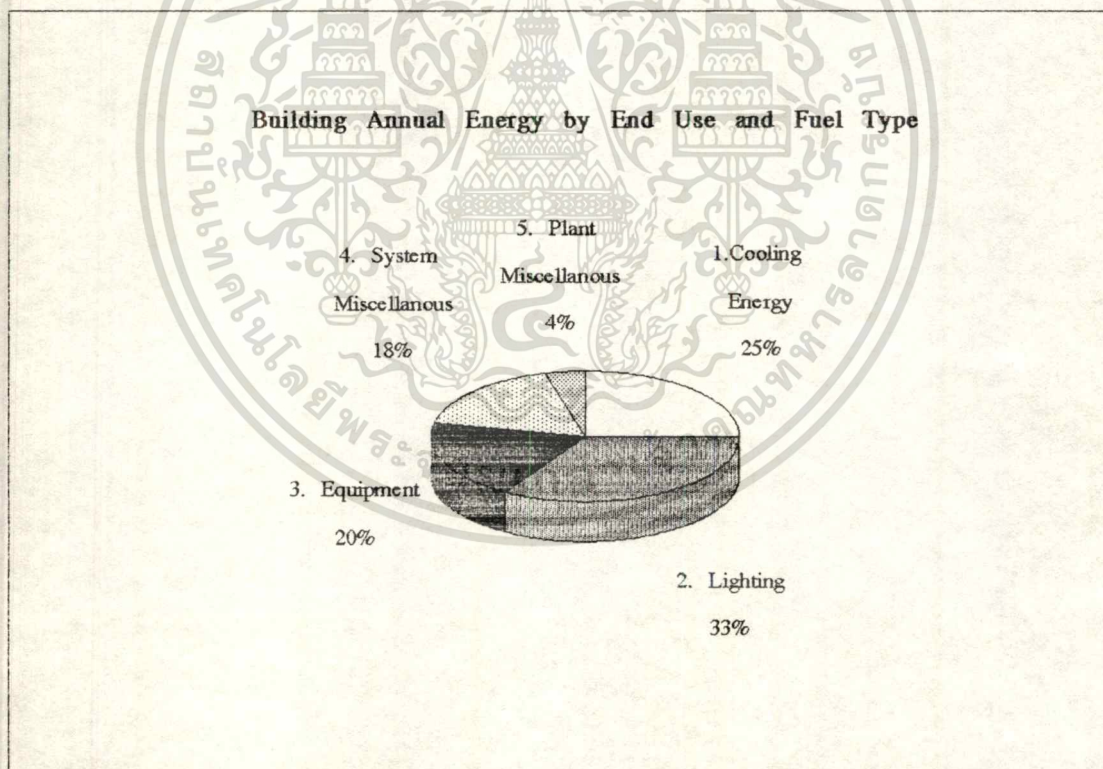 Building Annual Energy by End Use and Fuel Type
5. Plant
Miscellanous
4%
4. System
Miscellanous
18%
1.Cooling
Energy
25%
3. Equipment
20%
2. Lighting
33%